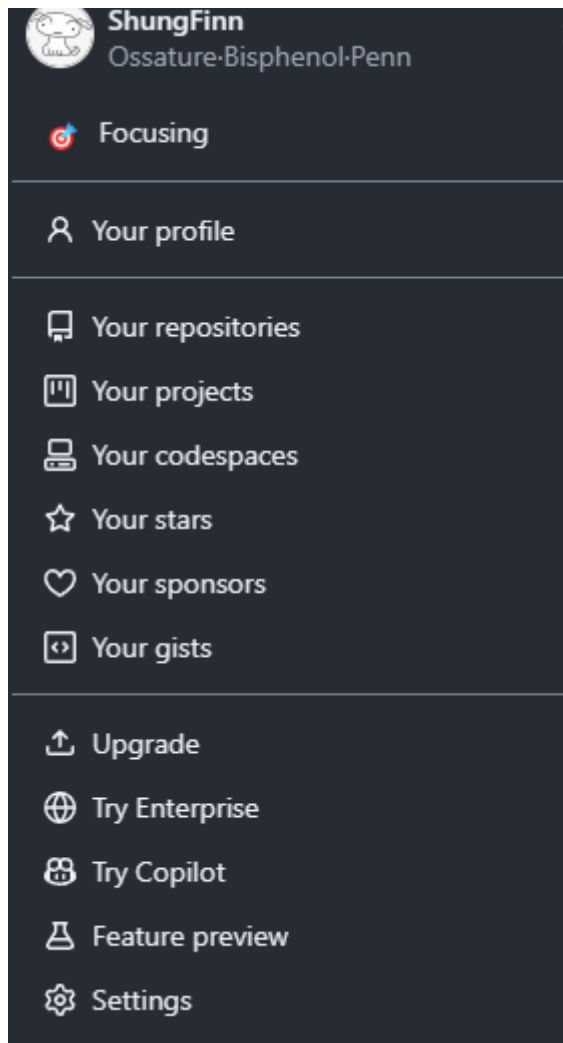 ShungFinn
Ossature·Bisphenol·Penn
Focusing
Your profile
Your repositories
Your projects
Your codespaces
Your stars
Your sponsors
Your gists
Upgrade
Try Enterprise
Try Copilot
Feature preview
Settings